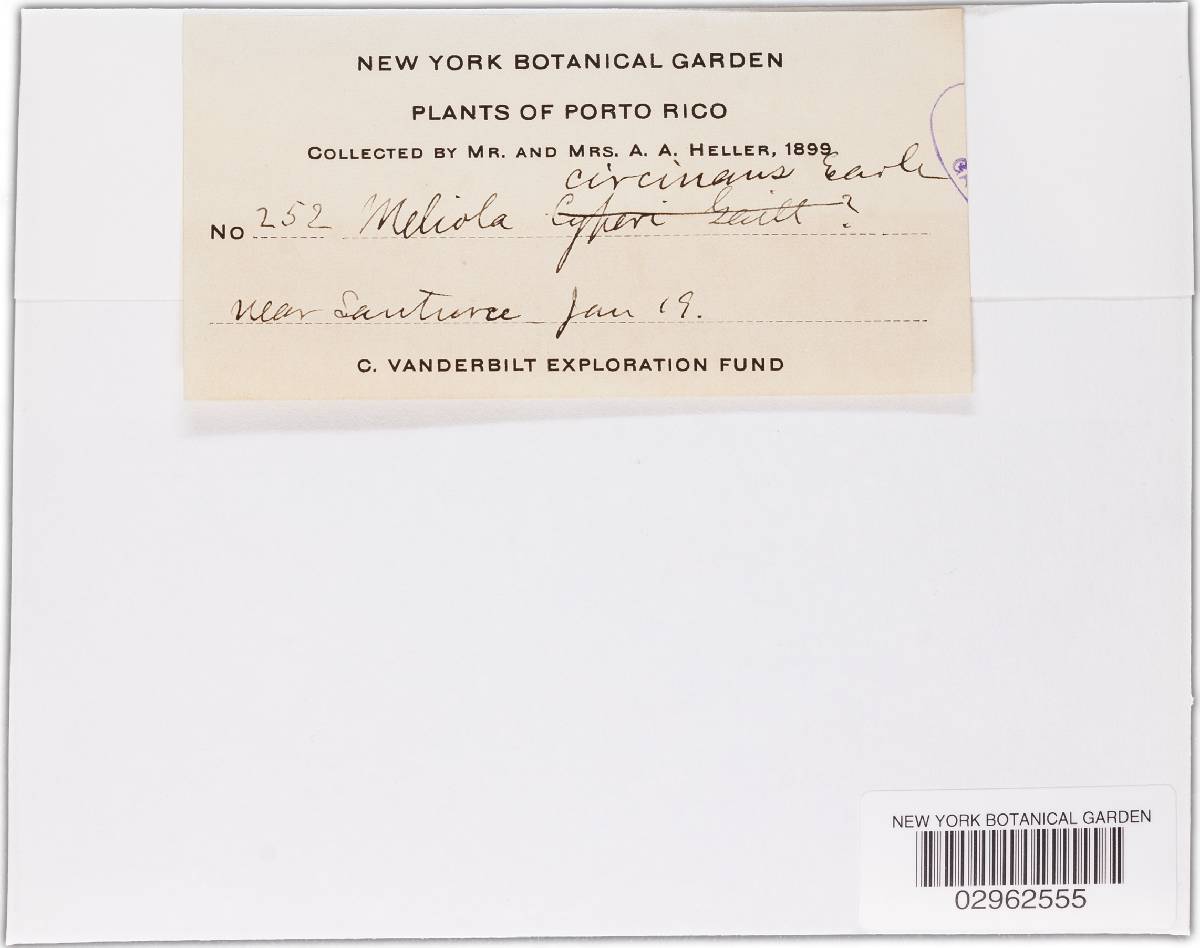 NEW YORK BOTANICAL GARDEN
PLANTS OF PORTO RICO
COLLECTED BY MR. AND MRS. A. A. HELLER, 1899
circinans Earle
No 252 Meliola Cyperi ?
near Santurce Jan 19.
C. VANDERBILT EXPLORATION FUND
NEW YORK BOTANICAL GARDEN
02962555